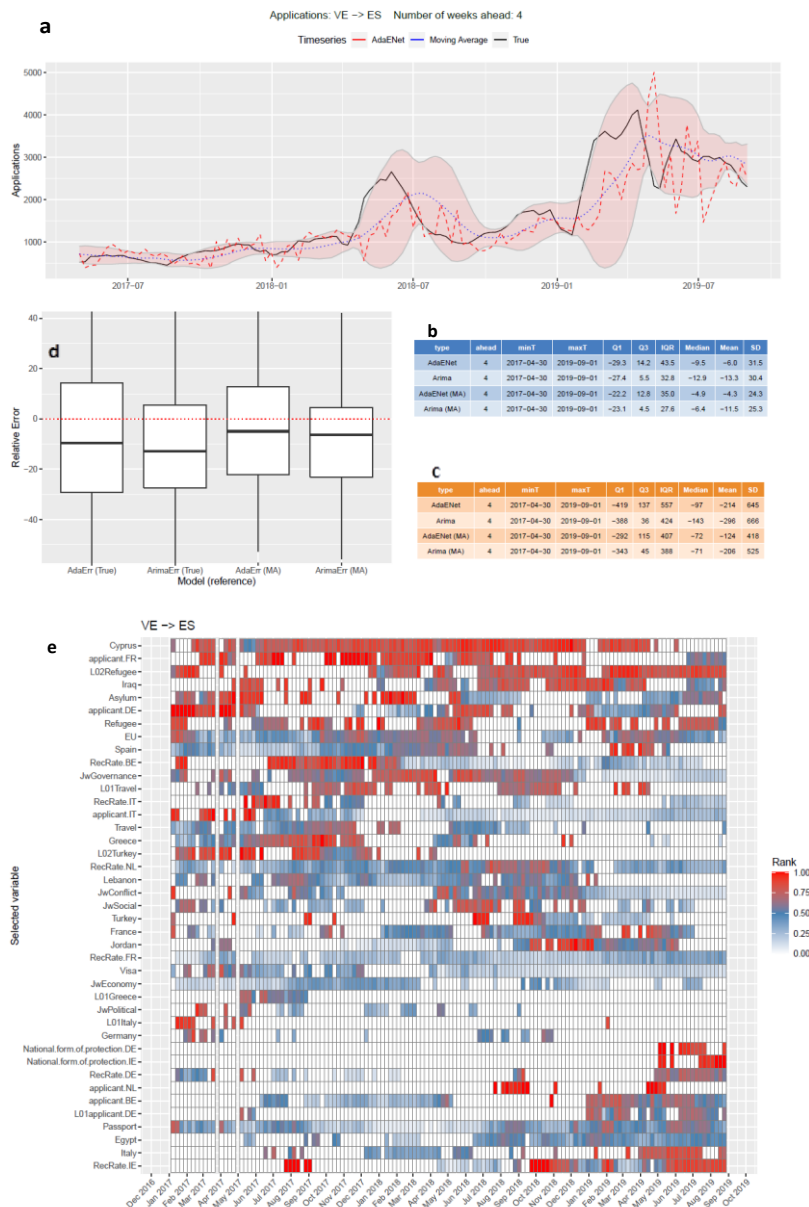 Applications: VE -> ES Number of weeks ahead: 4
a
Timeseries AdaENet Moving Average True
5000
4000
3000
2000
1000
Applications
2017-07 2018-01 2018-07 2019-01 2019-07
d
40
20
0
−20
−40
Relative Error
AdaErr (True) ArimaErr (True) AdaErr (MA) ArimaErr (MA)
Model (reference)
b
type ahead minT maxT Q1 Q3 IQR Median Mean SD
AdaENet 4 2017−04−30 2019−09−01 −29.3 14.2 43.5 −9.5 −6.0 31.5
Arima 4 2017−04−30 2019−09−01 −27.4 5.5 32.8 −12.9 −13.3 30.4
AdaENet (MA) 4 2017−04−30 2019−09−01 −22.2 12.8 35.0 −4.9 −4.3 24.3
Arima (MA) 4 2017−04−30 2019−09−01 −23.1 4.5 27.6 −6.4 −11.5 25.3
c
type ahead minT maxT Q1 Q3 IQR Median Mean SD
AdaENet 4 2017−04−30 2019−09−01 −419 137 557 −97 −214 645
Arima 4 2017−04−30 2019−09−01 −388 36 424 −143 −296 666
AdaENet (MA) 4 2017−04−30 2019−09−01 −292 115 407 −72 −124 418
Arima (MA) 4 2017−04−30 2019−09−01 −343 45 388 −71 −206 525
VE −> ES
e
Cyprus
applicant.FR
L02Refugee
Iraq
Asylum
applicant.DE
Refugee
EU
Spain
RecRate.BE
JwGovernance
L01Travel
RecRate.IT
applicant.IT
Travel
Greece
L02Turkey
RecRate.NL
Lebanon
JwConflict
JwSocial
Turkey
France
Jordan
RecRate.FR
Visa
JwEconomy
L01Greece
JwPolitical
L01Italy
Germany
National.form.of.protection.DE
National.form.of.protection.IE
RecRate.DE
applicant.NL
applicant.BE
L01applicant.DE
Passport
Egypt
Italy
RecRate.IE
Selected variable
Rank
1.00
0.75
0.50
0.25
0.00
Dec 2016 Jan 2017 Feb 2017 Mar 2017 Apr 2017 May 2017 Jun 2017 Jul 2017 Aug 2017 Sep 2017 Oct 2017 Nov 2017 Dec 2017 Jan 2018 Feb 2018 Mar 2018 Apr 2018 May 2018 Jun 2018 Jul 2018 Aug 2018 Sep 2018 Oct 2018 Nov 2018 Dec 2018 Jan 2019 Feb 2019 Mar 2019 Apr 2019 May 2019 Jun 2019 Jul 2019 Aug 2019 Sep 2019 Oct 2019